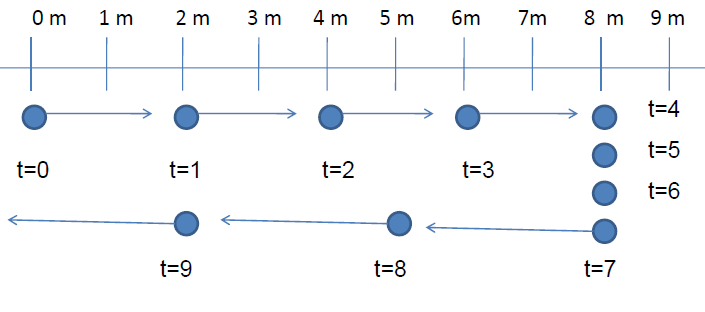 0 m 1 m 2 m 3 m 4 m 5 m 6m 7m 8 m 9 m
t=4
t=5
t=0 t=1 t=2 t=3
t=6
t=9 t=8 t=7